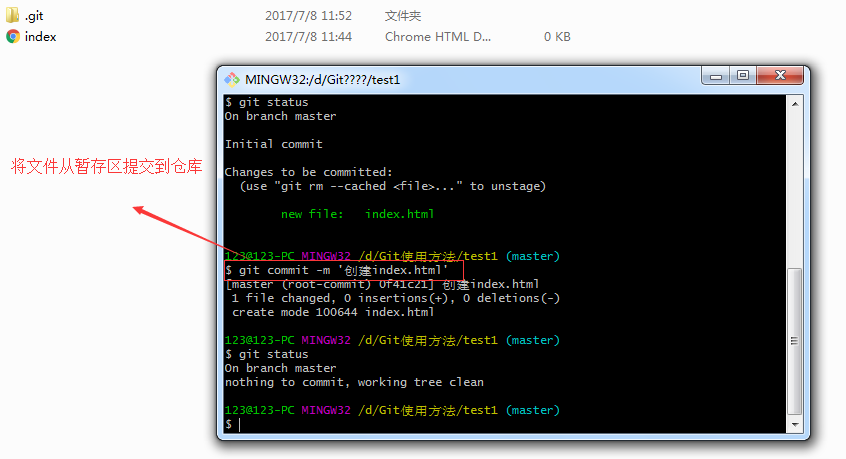 .git 2017/7/8 11:52 文件夹
index 2017/7/8 11:44 Chrome HTML D... 0 KB
MINGW32:/d/Git????/test1
$ git status
On branch master
Initial commit
Changes to be committed:
(use "git rm --cached <file>..." to unstage)
new file: index.html
将文件从暂存区提交到仓库
123@123-PC MINGW32 /d/Git使用方法/test1 (master)
$ git commit -m '创建index.html'
[master (root-commit) 0f41c21] 创建index.html
1 file changed, 0 insertions(+), 0 deletions(-)
create mode 100644 index.html
123@123-PC MINGW32 /d/Git使用方法/test1 (master)
$ git status
On branch master
nothing to commit, working tree clean
123@123-PC MINGW32 /d/Git使用方法/test1 (master)
$